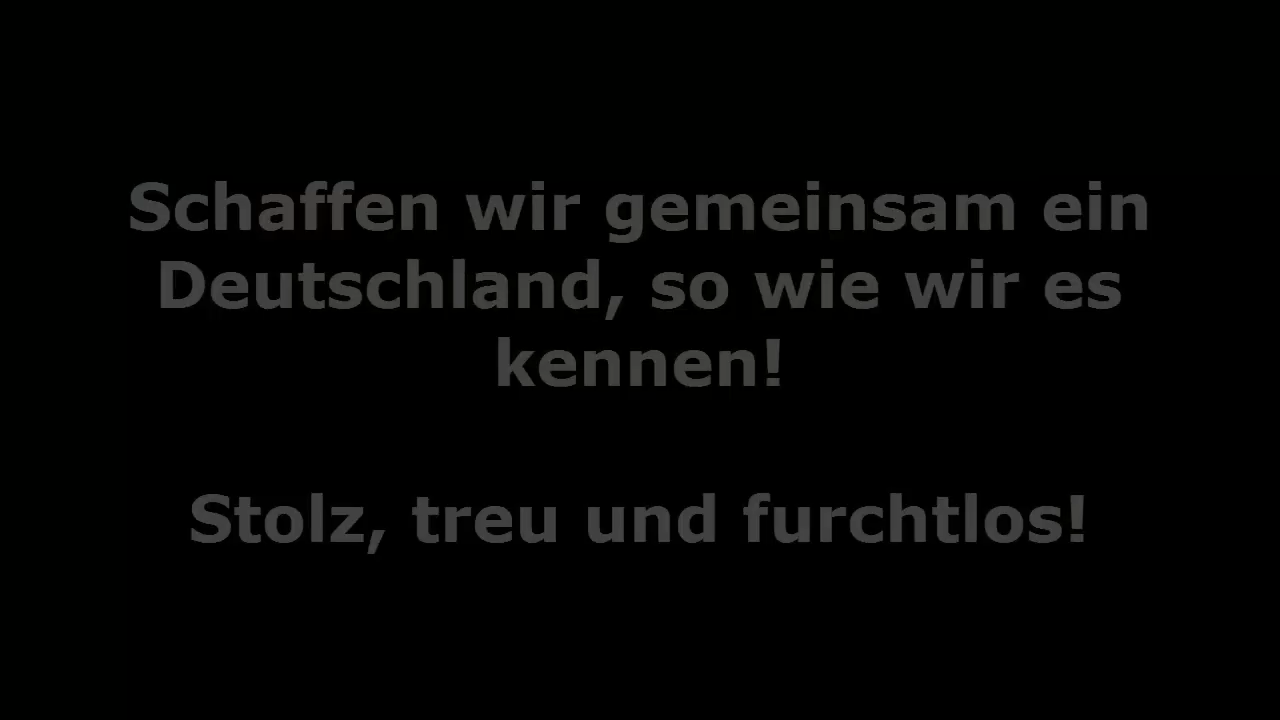 Schaffen wir gemeinsam ein
Deutschland, so wie wir es
kennen!
Stolz, treu und furchtlos!